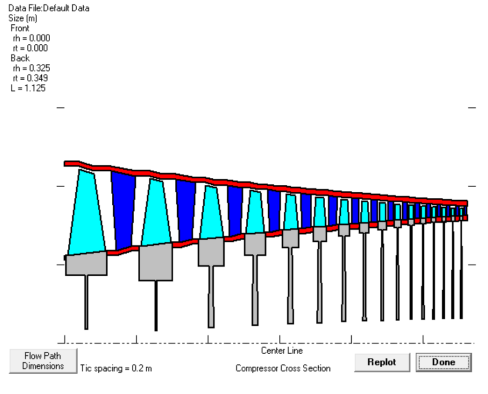 Data File:Default Data
Size (m)
Front
rh = 0.000
rt = 0.000
Back
rh = 0.325
rt = 0.349
L = 1.125
Center Line
Flow Path
Dimensions
Tic spacing = 0.2 m
Compressor Cross Section
Replot
Done